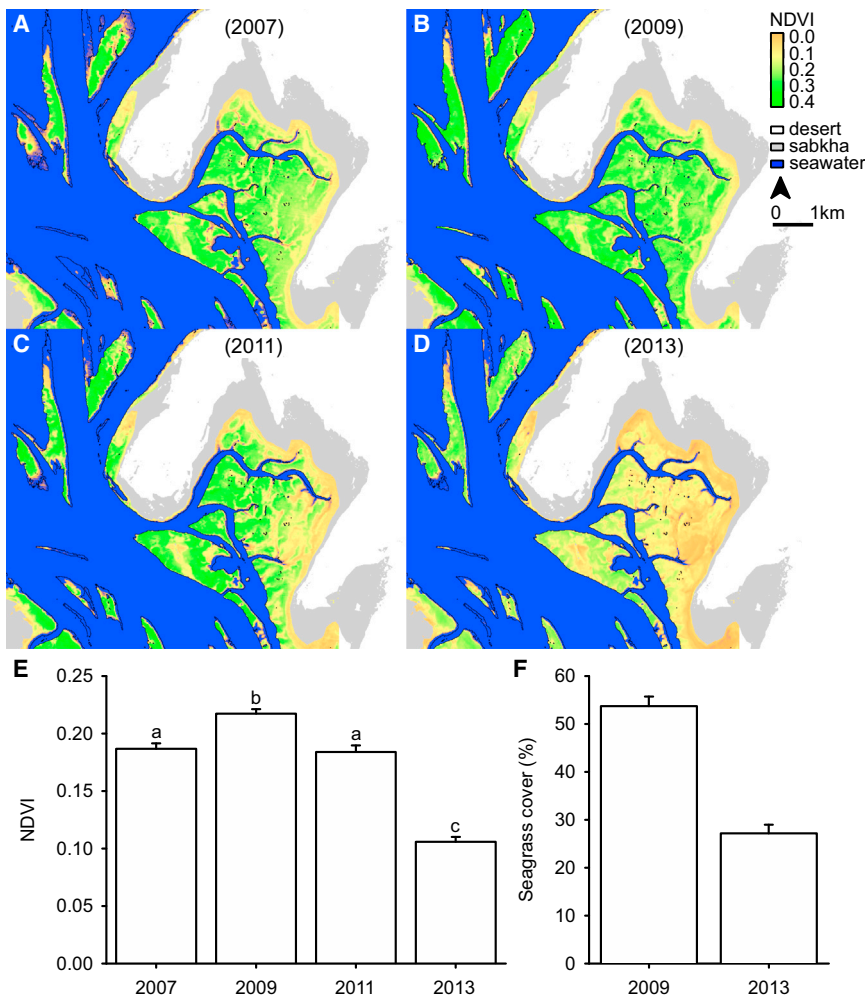 A
(2007)
B
(2009)
NDVI
0.0
0.1
0.2
0.3
0.4
desert
sabkha
seawater
0 1km
C
(2011)
D
(2013)
E
0.25
0.20
0.15
0.10
0.05
0.00
NDVI
a
b
a
c
2007
2009
2011
2013
F
60
50
40
30
20
10
0
Seagrass cover (%)
2009
2013